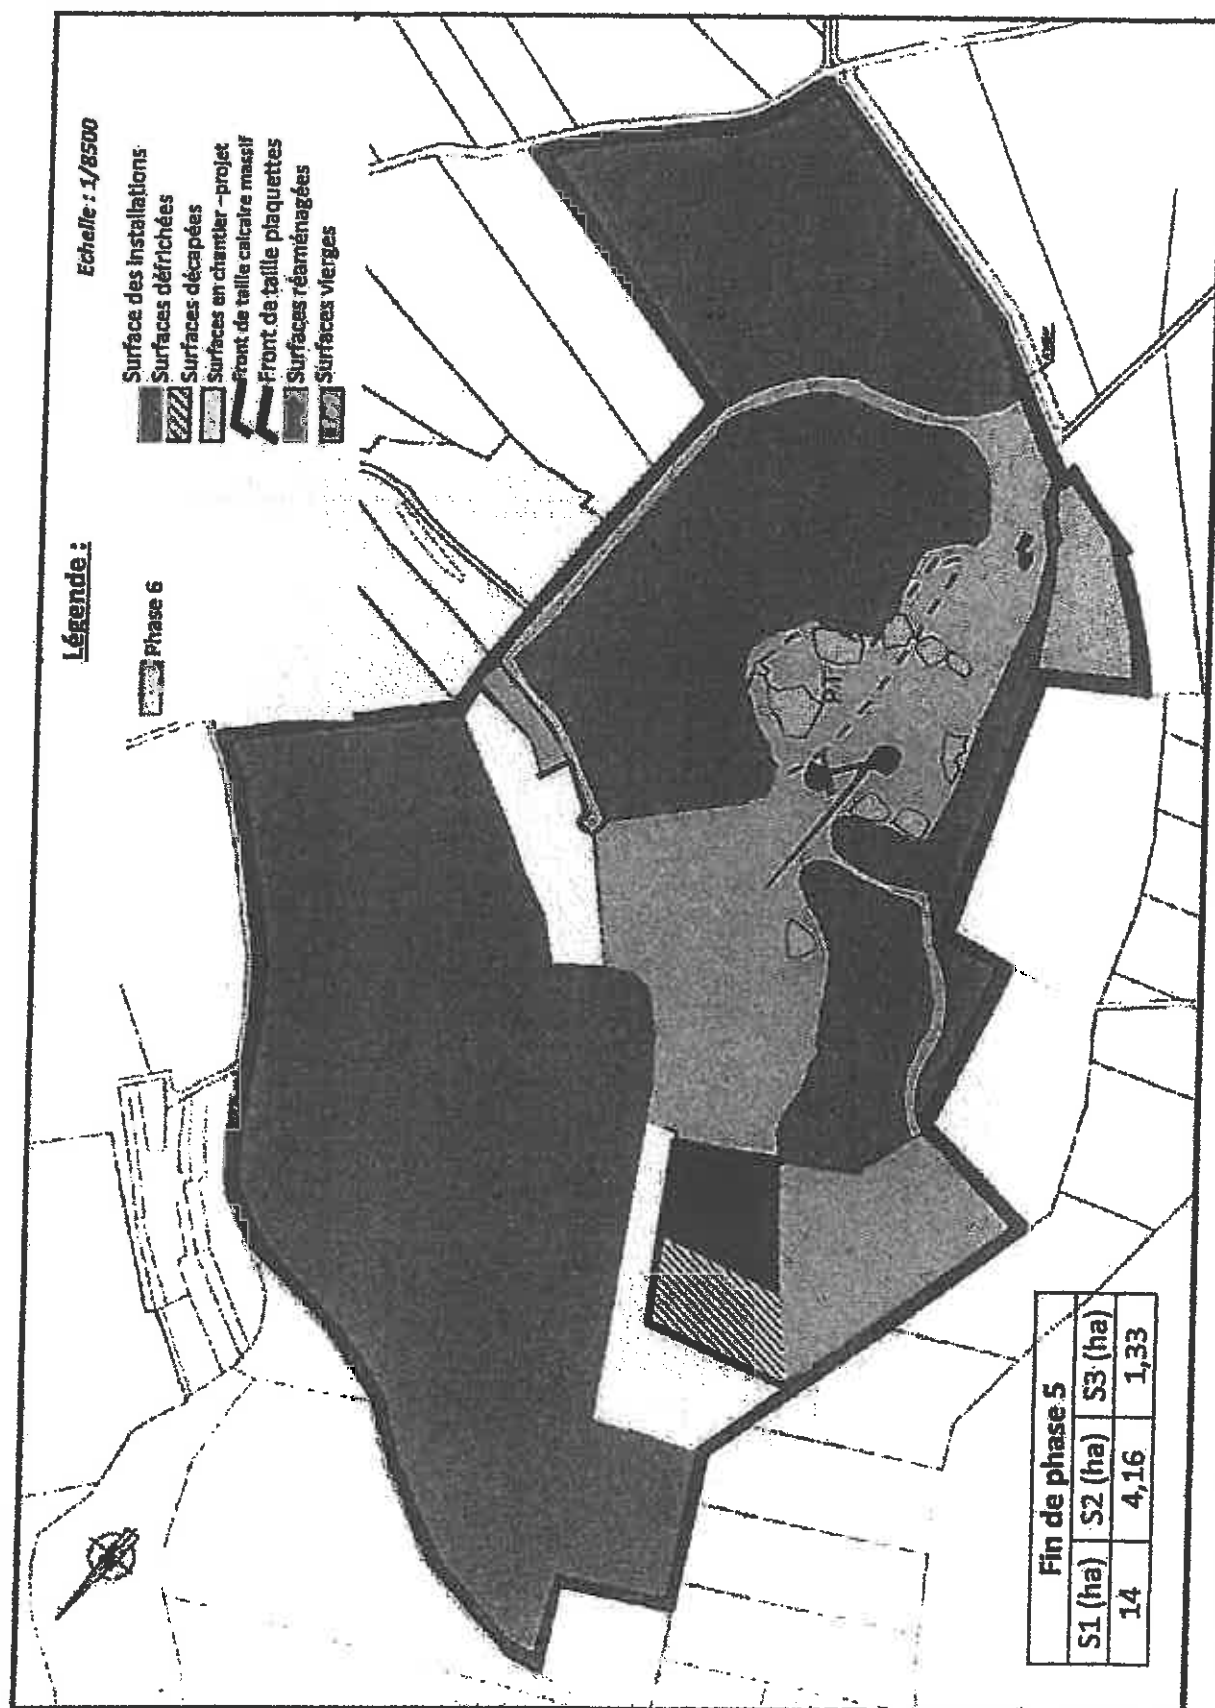 Echelle : 1/8500
Légende :
Phase 6
Surface des installations
Surfaces défrichées
Surfaces décapées
Surfaces en chantier –projet
Front de taille calcaire massif
Front de taille plaquettes
Surfaces réaménagées
Surfaces vierges
PT
Fin de phase 5
S1 (ha) S2 (ha) S3 (ha)
14 4,16 1,33